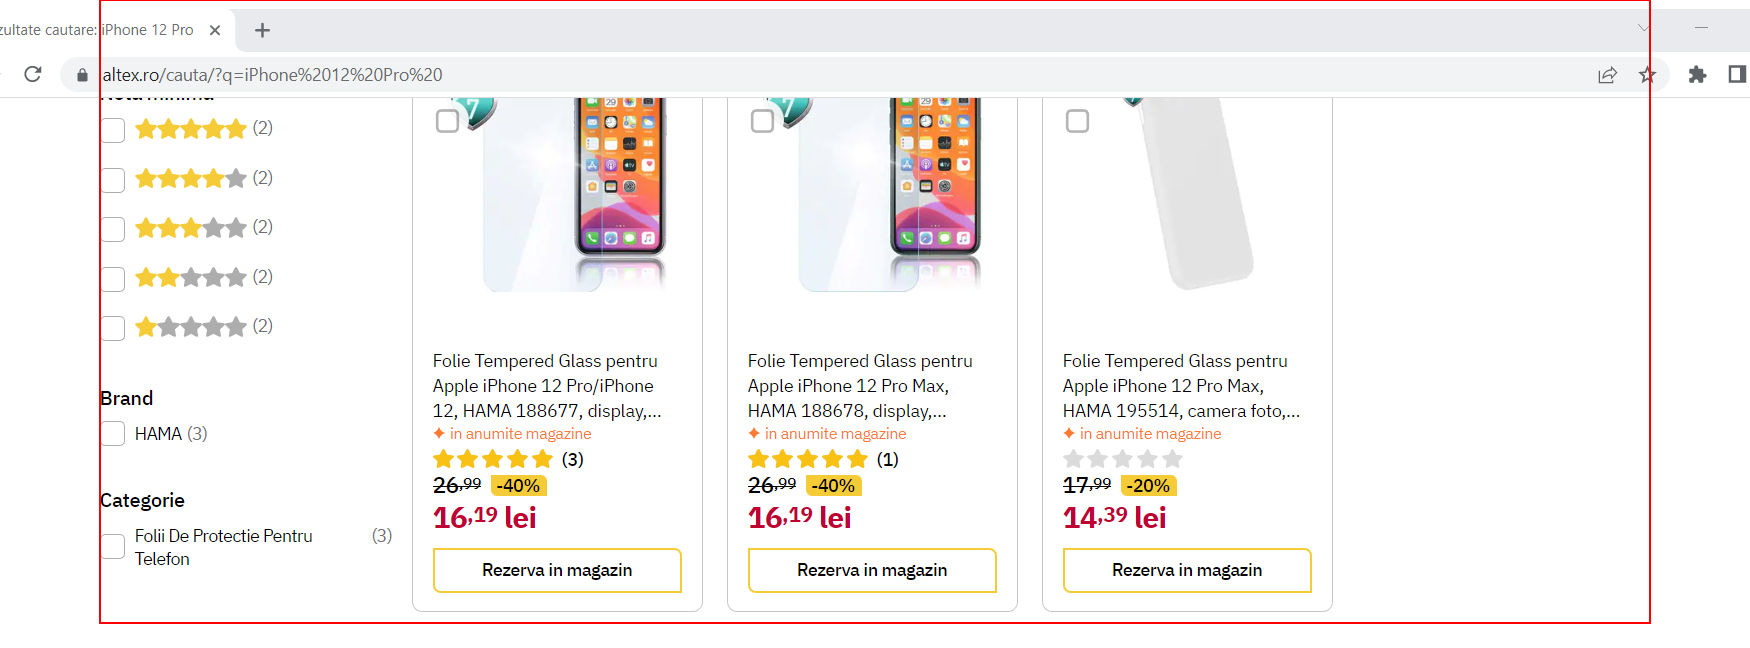 zultate cautare: iPhone 12 Pro
altex.ro/cauta/?q=iPhone%2012%20Pro%20
Nota minima
(2)
(2)
(2)
(2)
(2)
Brand
HAMA (3)
Categorie
Folii De Protectie Pentru (3)
Telefon
7
Folie Tempered Glass pentru
Apple iPhone 12 Pro/iPhone
12, HAMA 188677, display,...
in anumite magazine
(3)
26,99 -40%
16,19 lei
Rezerva in magazin
7
Folie Tempered Glass pentru
Apple iPhone 12 Pro Max,
HAMA 188678, display,...
in anumite magazine
(1)
26,99 -40%
16,19 lei
Rezerva in magazin
Folie Tempered Glass pentru
Apple iPhone 12 Pro Max,
HAMA 195514, camera foto,...
in anumite magazine
17,99 -20%
14,39 lei
Rezerva in magazin